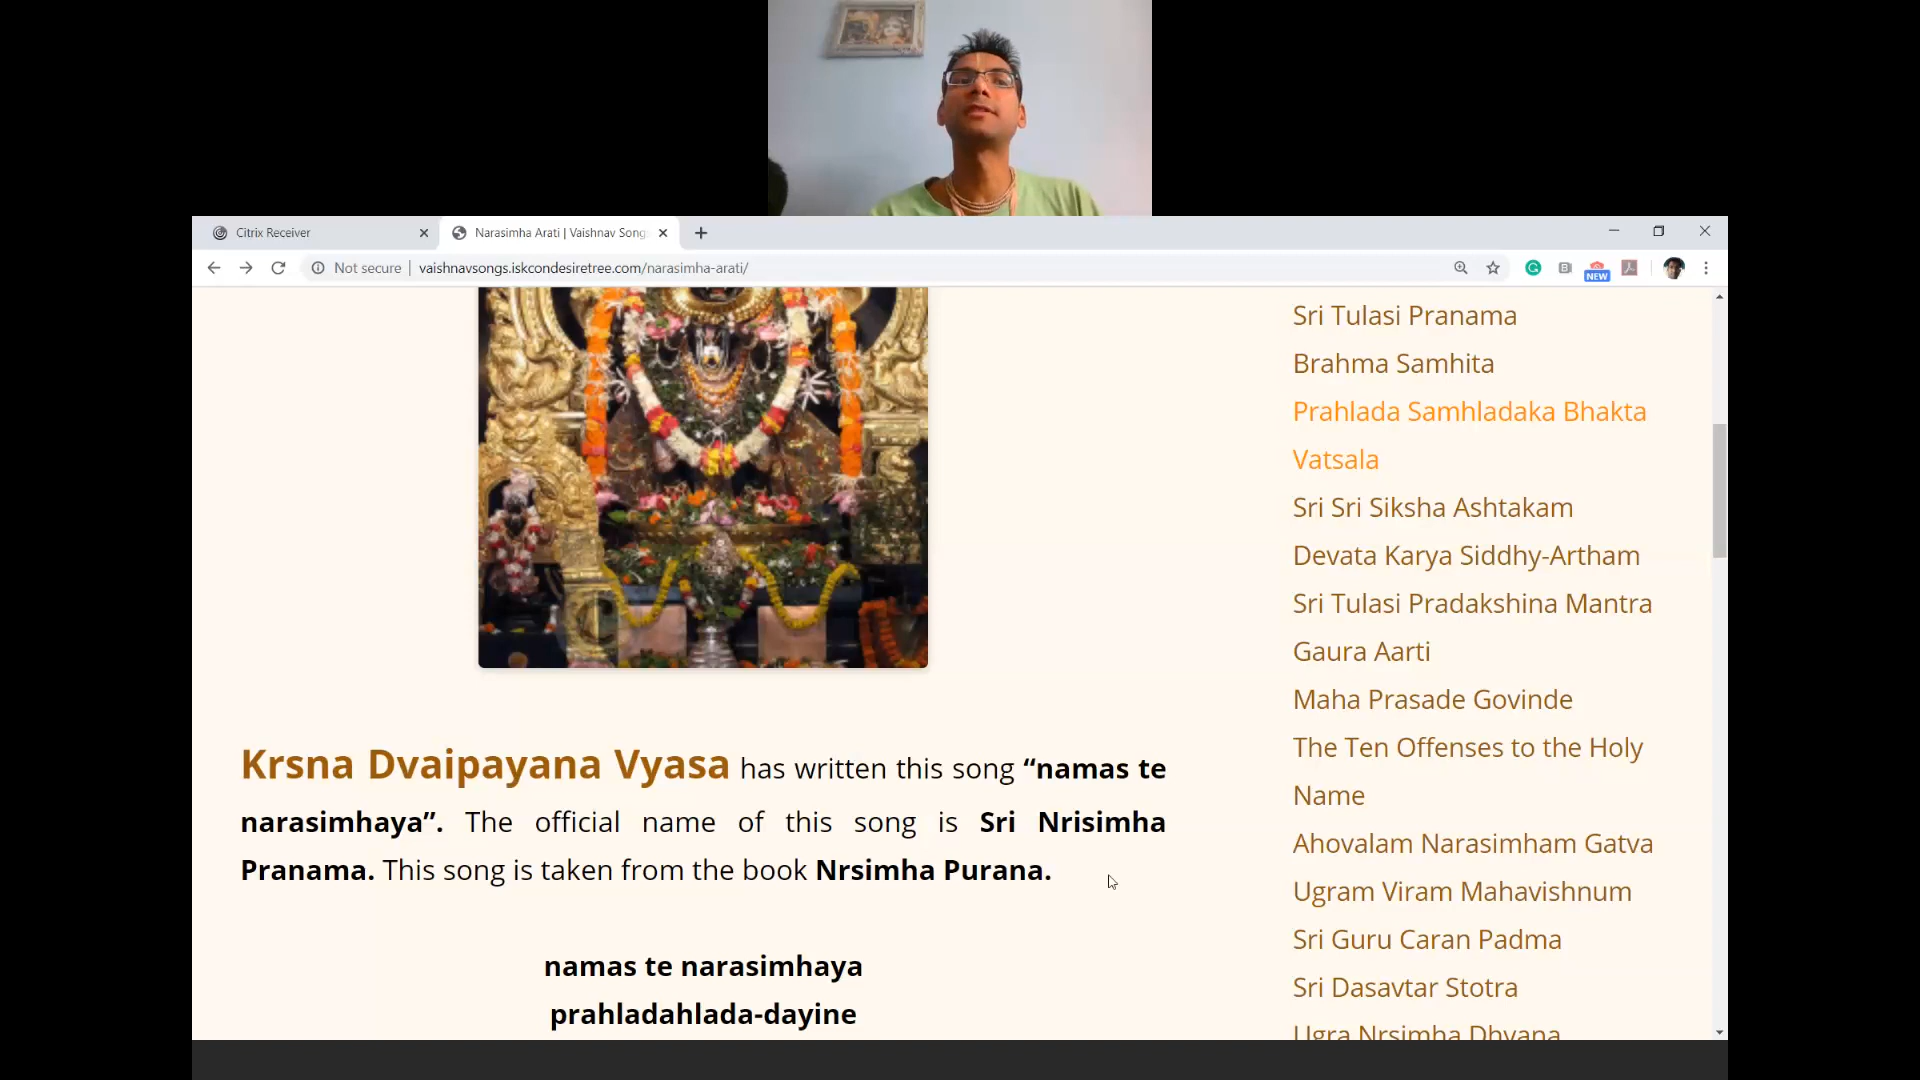 Citrix Receiver
Narasimha Arati | Vaishnav Song
Not secure
vaishnavsongs.iskcondesiretree.com/narasimha-arati/
NEW
Sri Tulasi Pranama
Brahma Samhita
Prahlada Samhladaka Bhakta
Vatsala
Sri Sri Siksha Ashtakam
Devata Karya Siddhy-Artham
Sri Tulasi Pradakshina Mantra
Gaura Aarti
Maha Prasade Govinde
The Ten Offenses to the Holy
Name
Ahovalam Narasimham Gatva
Ugram Viram Mahavishnum
Sri Guru Caran Padma
Sri Dasavtar Stotra
Ugra Nrsimha Dhyana
Krsna Dvaipayana Vyasa has written this song “namas te
narasimhaya”. The official name of this song is Sri Nrisimha
Pranama. This song is taken from the book Nrsimha Purana.
namas te narasimhaya
prahladahlada-dayine